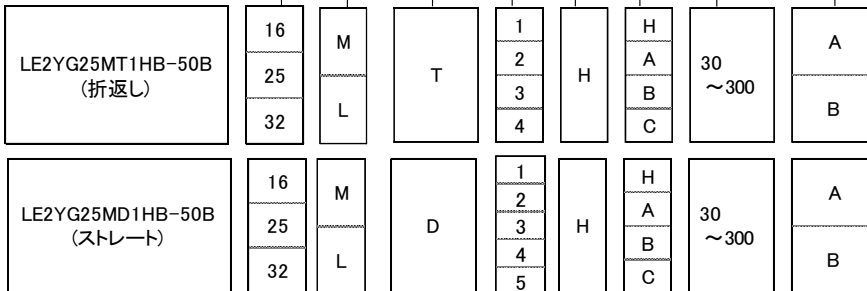 LE2YG25MT1HB-50B
(折返し)
16
25
32
M
L
T
1
2
3
4
H
H
A
B
C
30
～300
A
B
LE2YG25MD1HB-50B
(ストレート)
16
25
32
M
L
D
1
2
3
4
5
H
H
A
B
C
30
～300
A
B